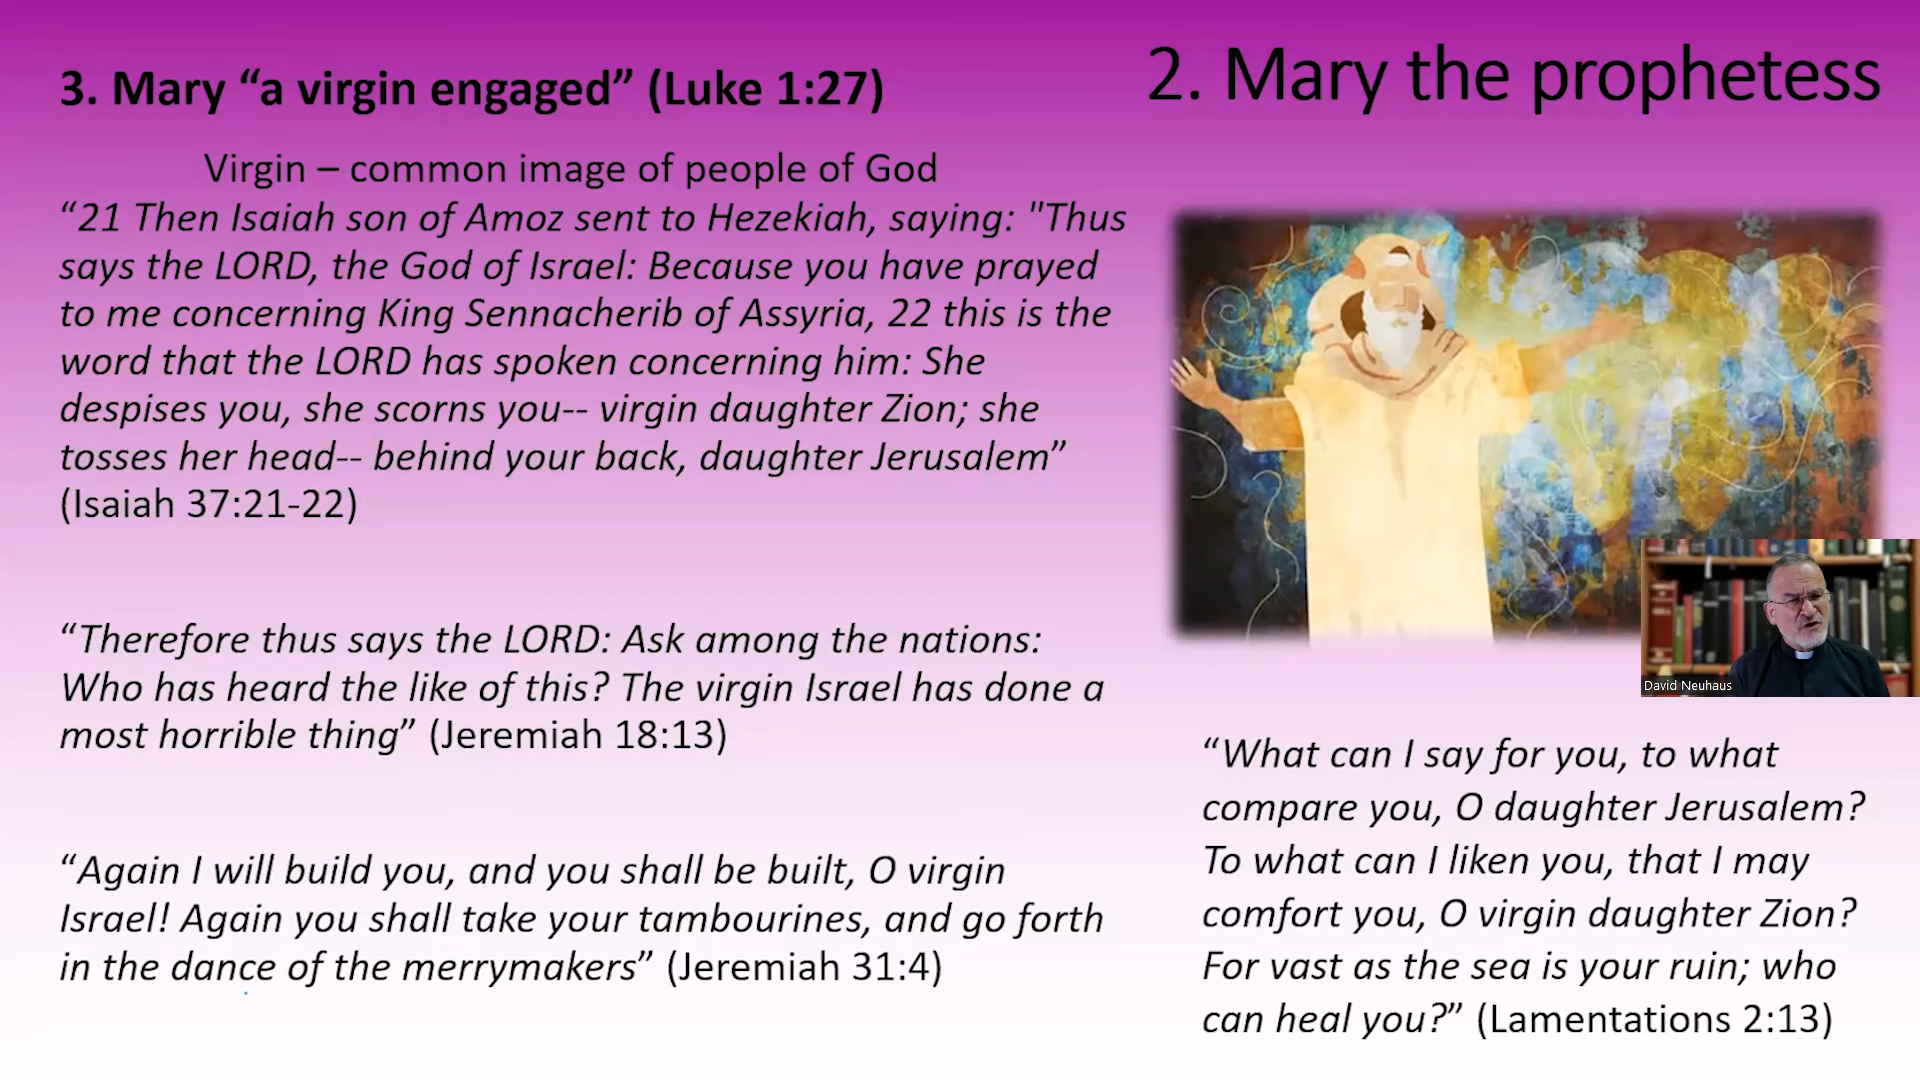 2. Mary the prophetess
3. Mary “a virgin engaged” (Luke 1:27)
Virgin – common image of people of God
“21 Then Isaiah son of Amoz sent to Hezekiah, saying: "Thus
says the LORD, the God of Israel: Because you have prayed
to me concerning King Sennacherib of Assyria, 22 this is the
word that the LORD has spoken concerning him: She
despises you, she scorns you-- virgin daughter Zion; she
tosses her head-- behind your back, daughter Jerusalem”
(Isaiah 37:21-22)
“Therefore thus says the LORD: Ask among the nations:
Who has heard the like of this? The virgin Israel has done a
most horrible thing” (Jeremiah 18:13)
“Again I will build you, and you shall be built, O virgin
Israel! Again you shall take your tambourines, and go forth
in the dance of the merrymakers” (Jeremiah 31:4)
David Neuhaus
“What can I say for you, to what
compare you, O daughter Jerusalem?
To what can I liken you, that I may
comfort you, O virgin daughter Zion?
For vast as the sea is your ruin; who
can heal you?” (Lamentations 2:13)